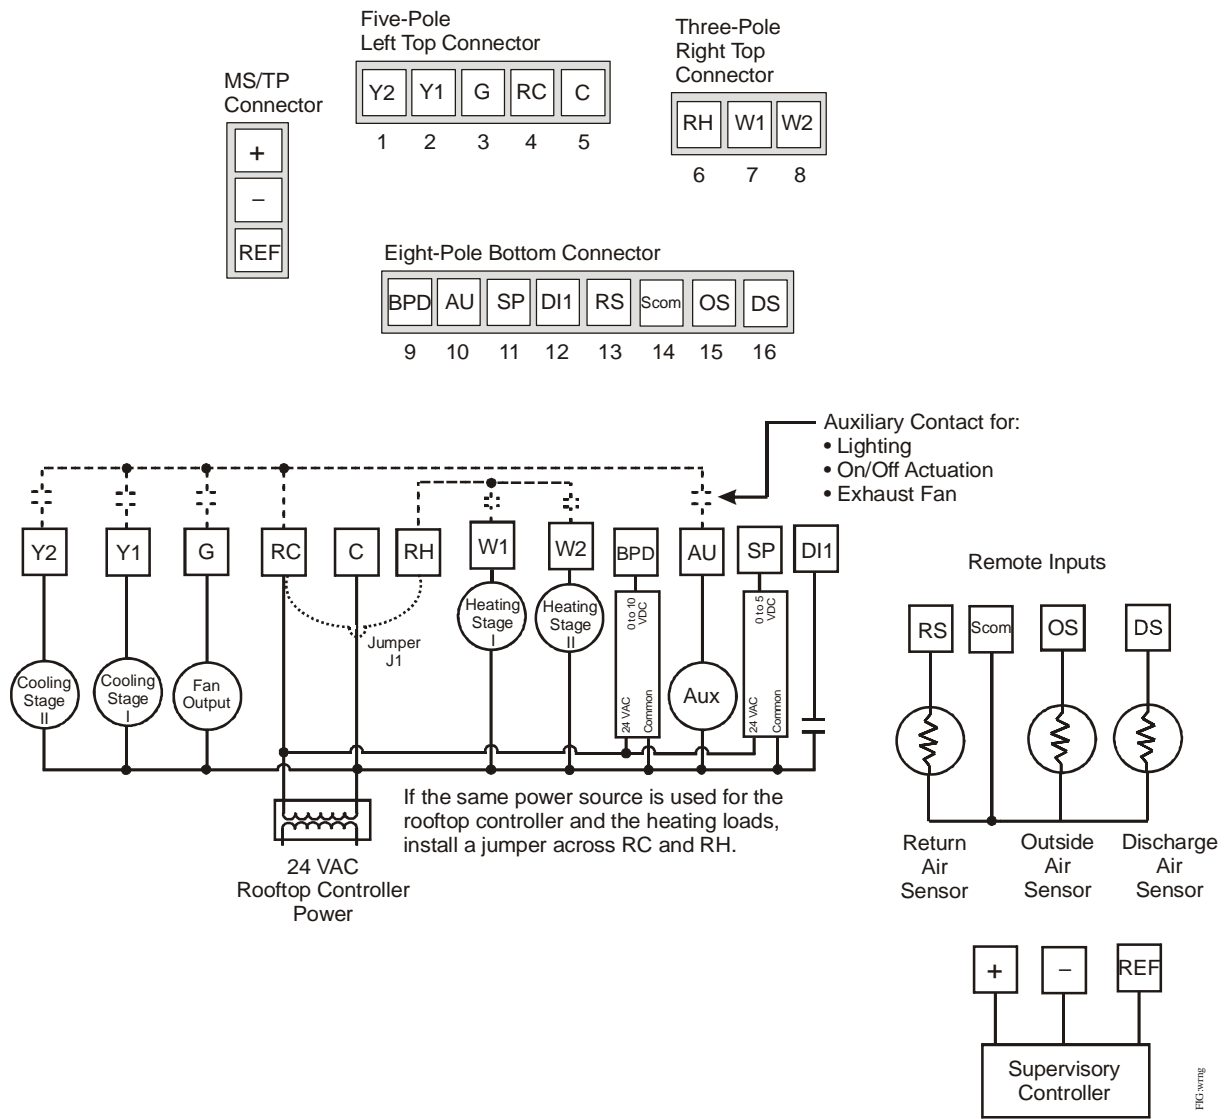 Five-Pole
Left Top Connector
Three-Pole
Right Top
Connector
MS/TP
Connector
Y2 Y1 G RC C
1 2 3 4 5
RH W1 W2
6 7 8
+
−
REF
Eight-Pole Bottom Connector
BPD AU SP DI1 RS Scom OS DS
9 10 11 12 13 14 15 16
Auxiliary Contact for:
• Lighting
• On/Off Actuation
• Exhaust Fan
Y2 Y1 G RC C RH W1 W2 BPD AU SP DI1
Cooling
Stage
II
Cooling
Stage
I
Fan
Output
Jumper
J1
Heating
Stage
I
Heating
Stage
II
0 to 10
VDC
24 VAC
Common
Aux
0 to 5
VDC
24 VAC
Common
If the same power source is used for the
rooftop controller and the heating loads,
install a jumper across RC and RH.
24 VAC
Rooftop Controller
Power
Remote Inputs
RS Scom OS DS
Return
Air
Sensor
Outside
Air
Sensor
Discharge
Air
Sensor
+ − REF
Supervisory
Controller
FIG:wrng